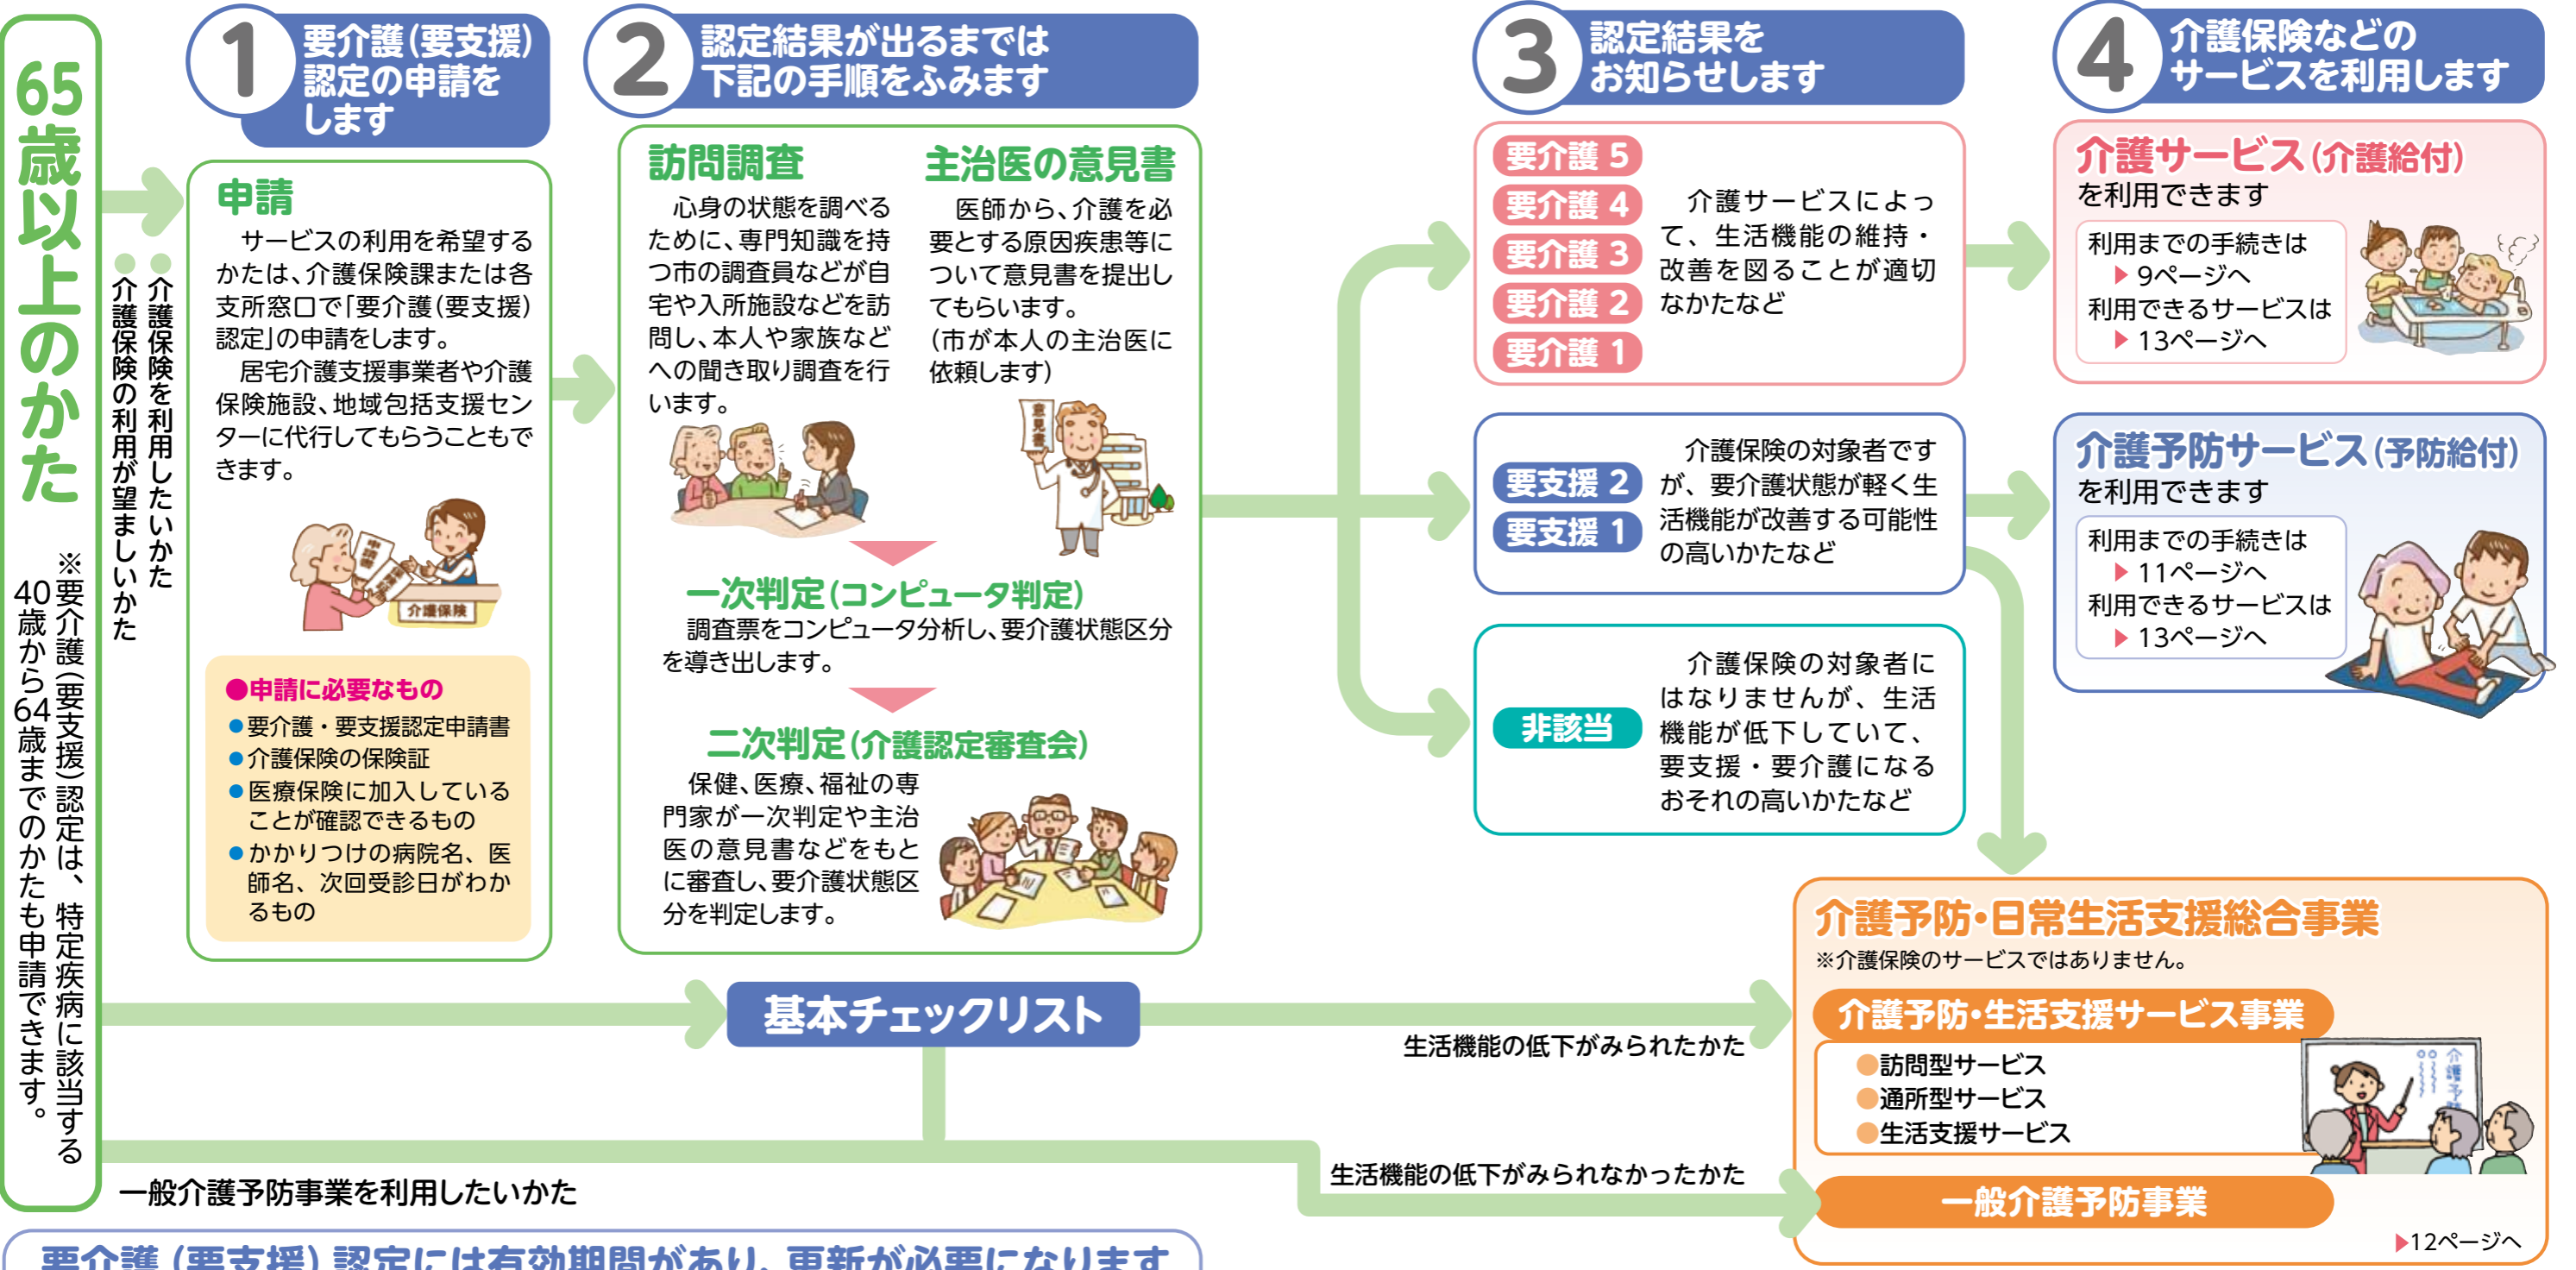 65歳以上のかた
※要介護(要支援)認定は、特定疾病に該当する
40歳から64歳までのかたも申請できます。
●介護保険を利用したいかた
●介護保険の利用が望ましいかた
1
要介護(要支援)
認定の申請を
します
申請
サービスの利用を希望する
かたは、介護保険課または各
支所窓口で「要介護(要支援)
認定」の申請をします。
居宅介護支援事業者や介護
保険施設、地域包括支援セン
ターに代行してもらうこともで
きます。
申請書
介護保険
●申請に必要なもの
●要介護・要支援認定申請書
●介護保険の保険証
●医療保険に加入している
ことが確認できるもの
●かかりつけの病院名、医
師名、次回受診日がわか
るもの
2
認定結果が出るまでは
下記の手順をふみます
訪問調査
心身の状態を調べる
ために、専門知識を持
つ市の調査員などが自
宅や入所施設などを訪
問し、本人や家族など
への聞き取り調査を行
います。
主治医の意見書
医師から、介護を必
要とする原因疾患等に
ついて意見書を提出し
てもらいます。
(市が本人の主治医に
依頼します)
意見書
一次判定(コンピュータ判定)
調査票をコンピュータ分析し、要介護状態区分
を導き出します。
二次判定(介護認定審査会)
保健、医療、福祉の専
門家が一次判定や主治
医の意見書などをもと
に審査し、要介護状態区
分を判定します。
3
認定結果を
お知らせします
要介護 5
要介護 4
要介護 3
要介護 2
要介護 1
介護サービスによっ
て、生活機能の維持・
改善を図ることが適切
なかたなど
要支援 2
要支援 1
介護保険の対象者です
が、要介護状態が軽く生
活機能が改善する可能性
の高いかたなど
非該当
介護保険の対象者に
はなりませんが、生活
機能が低下していて、
要支援・要介護になる
おそれの高いかたなど
4
介護保険などの
サービスを利用します
介護サービス(介護給付)
を利用できます
利用までの手続きは
▶9ページへ
利用できるサービスは
▶13ページへ
介護予防サービス(予防給付)
を利用できます
利用までの手続きは
▶11ページへ
利用できるサービスは
▶13ページへ
基本チェックリスト
生活機能の低下がみられたかた
生活機能の低下がみられなかったかた
一般介護予防事業を利用したいかた
介護予防・日常生活支援総合事業
※介護保険のサービスではありません。
介護予防・生活支援サービス事業
●訪問型サービス
●通所型サービス
●生活支援サービス
介護予
一般介護予防事業
▶12ページへ
要介護(要支援)認定には有効期間があり、更新が必要になります